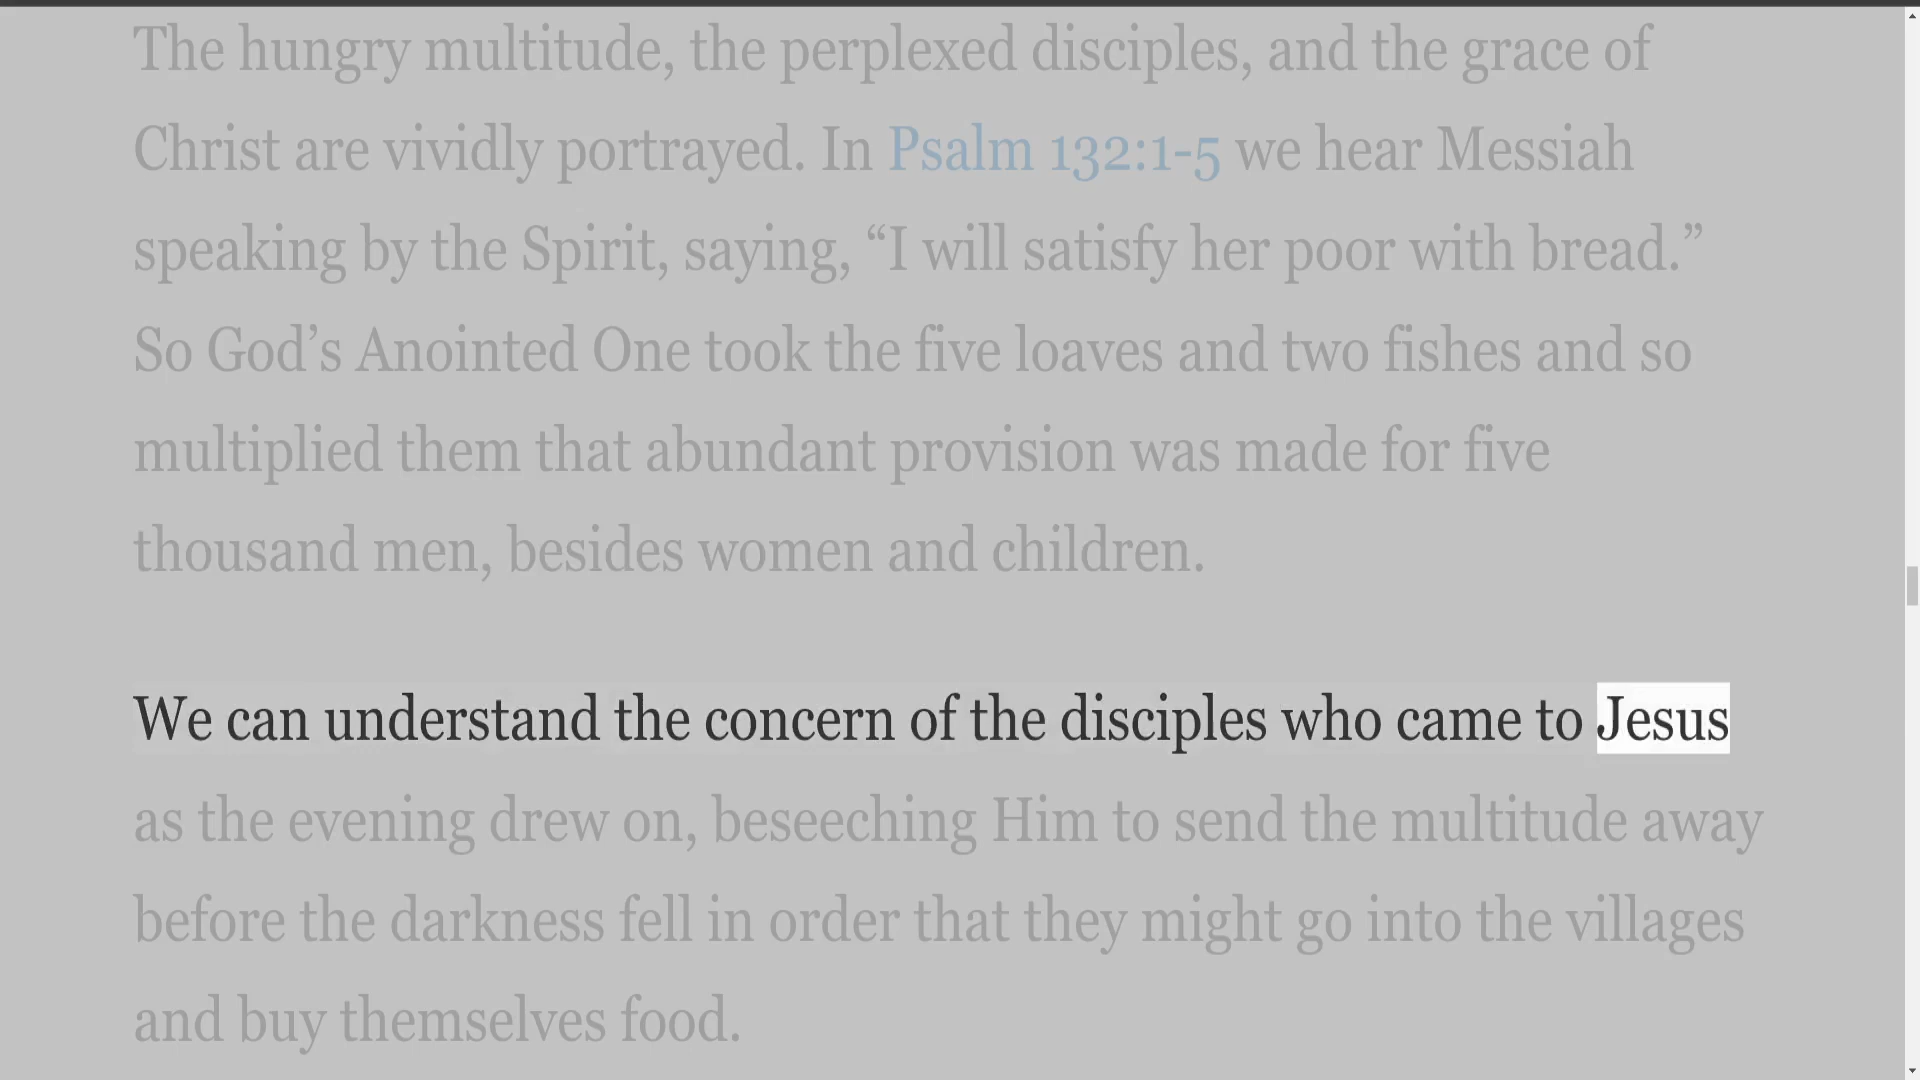 The hungry multitude, the perplexed disciples, and the grace of
Christ are vividly portrayed. In Psalm 132:1-5 we hear Messiah
speaking by the Spirit, saying, “I will satisfy her poor with bread.”
So God’s Anointed One took the five loaves and two fishes and so
multiplied them that abundant provision was made for five
thousand men, besides women and children.
We can understand the concern of the disciples who came to Jesus
as the evening drew on, beseeching Him to send the multitude away
before the darkness fell in order that they might go into the villages
and buy themselves food.